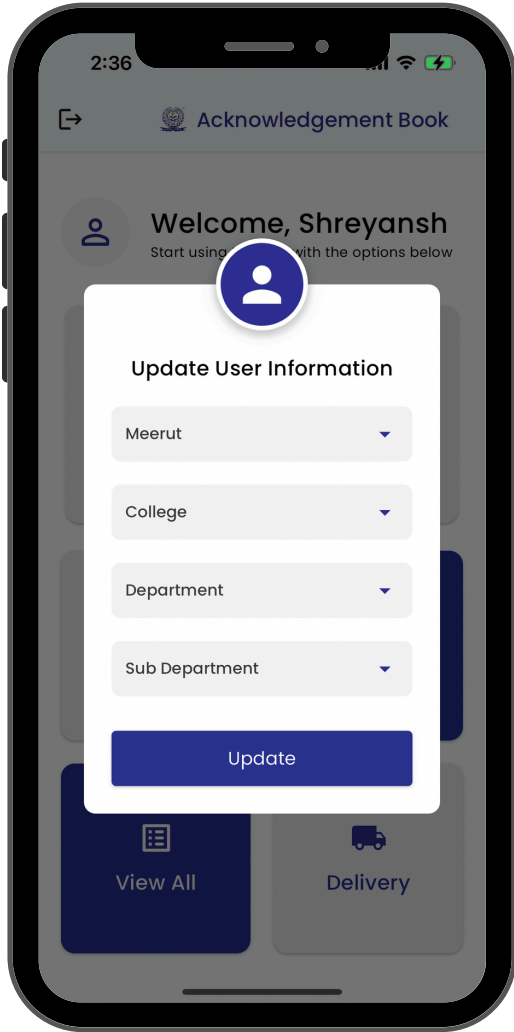 2:36
Acknowledgement Book
Welcome, Shreyansh
Start using with the options below
Update User Information
Meerut
College
Department
Sub Department
Update
View All
Delivery